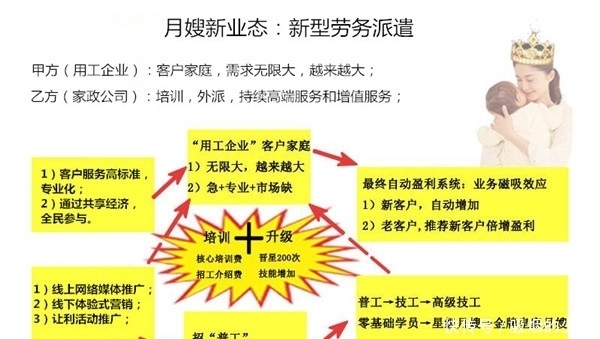 月嫂新业态：新型劳务派遣
甲方（用工企业）：客户家庭，需求无限大，越来越大；
乙方（家政公司）：培训，外派，持续高端服务和增值服务；
“用工企业”客户家庭
1）无限大，越来越大
2）急+专业+市场缺
1）客户服务高标准，
专业化；
2）通过共享经济，
全民参与。
最终自动盈利系统：业务磁吸效应
1）新客户，自动增加
2）老客户,推荐新客户倍增盈利
培训＋升级
核心培训费 晋星200次
招工介绍费 技能增加
1）线上网络媒体推广；
2）线下体验式营销；
3）让利活动推广；
招“普工”
普工→技工→高级技工
零基础学员→星级月嫂→金牌